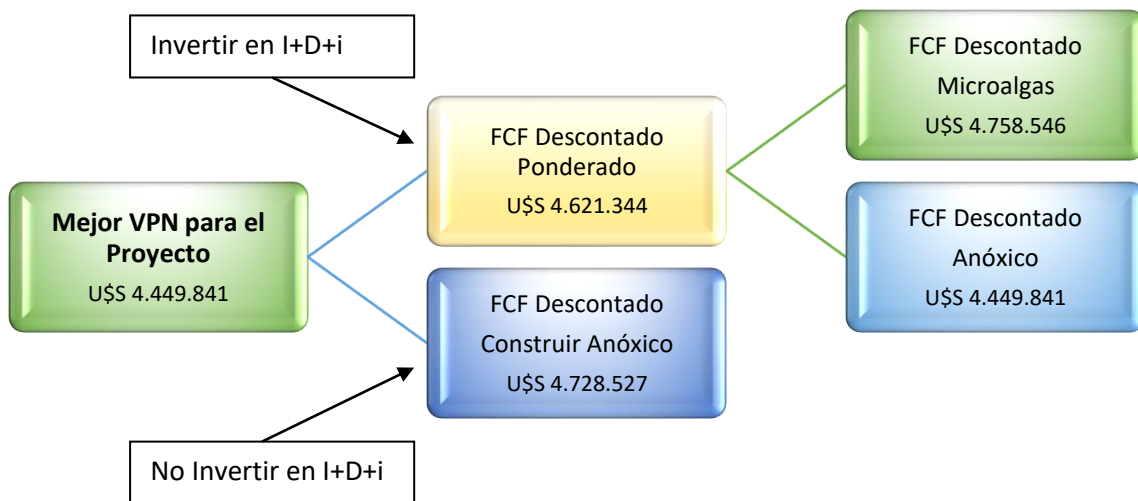 Invertir en I+D+i
FCF Descontado
Microalgas
U$S 4.758.546
FCF Descontado
Ponderado
U$S 4.621.344
Mejor VPN para el
Proyecto
U$S 4.449.841
FCF Descontado
Anóxico
U$S 4.449.841
FCF Descontado
Construir Anóxico
U$S 4.728.527
No Invertir en I+D+i